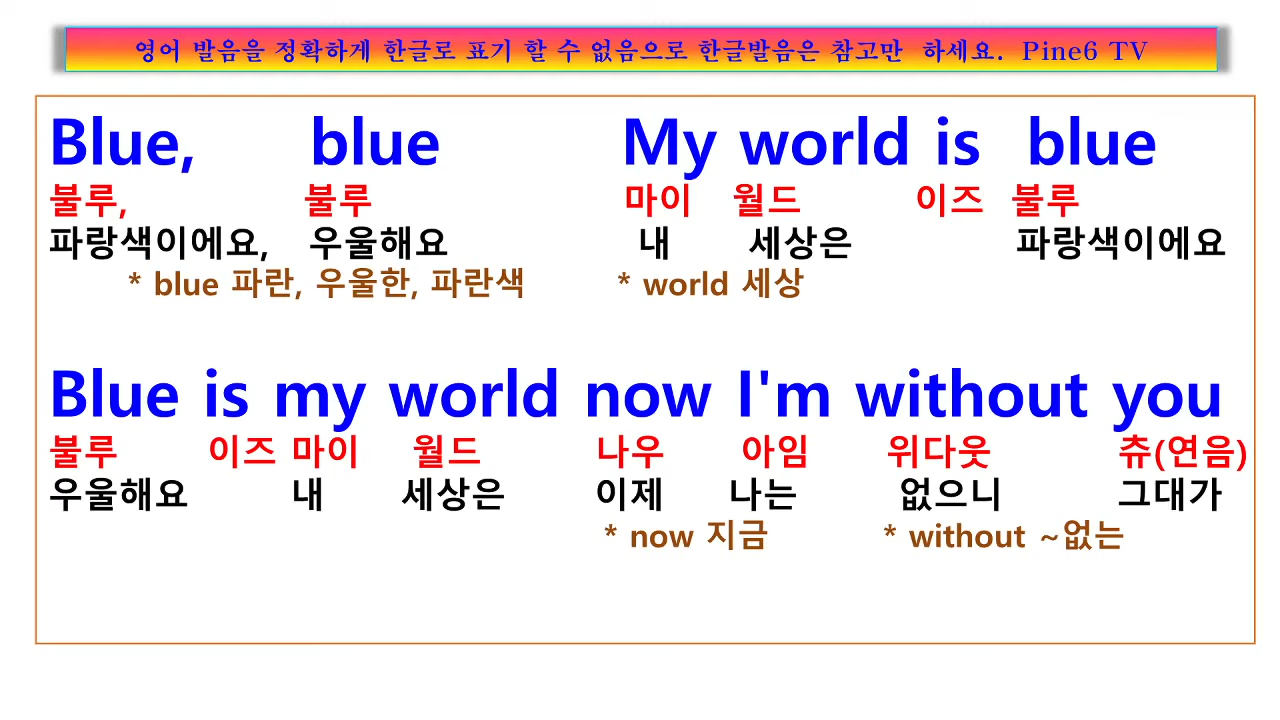 영어 발음을 정확하게 한글로 표기 할 수 없음으로 한글발음은 참고만 하세요. Pine6 TV
Blue, blue My world is blue
불루, 불루 마이 월드 이즈 불루
파랑색이에요, 우울해요 내 세상은 파랑색이에요
* blue 파란, 우울한, 파란색 * world 세상
Blue is my world now I'm without you
불루 이즈 마이 월드 나우 아임 위다웃 츄(연음)
우울해요 내 세상은 이제 나는 없으니 그대가
* now 지금 * without ~없는